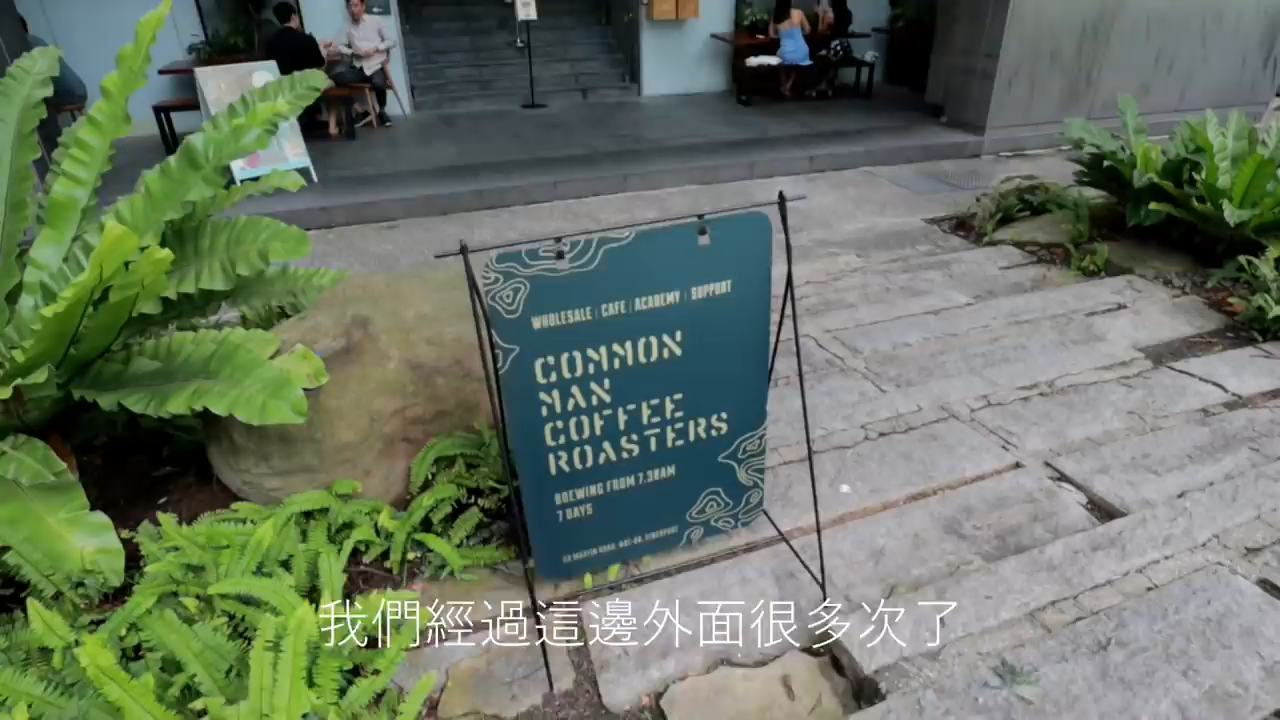 WHOLESALE | CAFE | ACADEMY | SUPPORT
COMMON
MAN
COFFEE
ROASTERS
BREWING FROM 7.30AM
7 DAYS
我們經過這邊外面很多次了